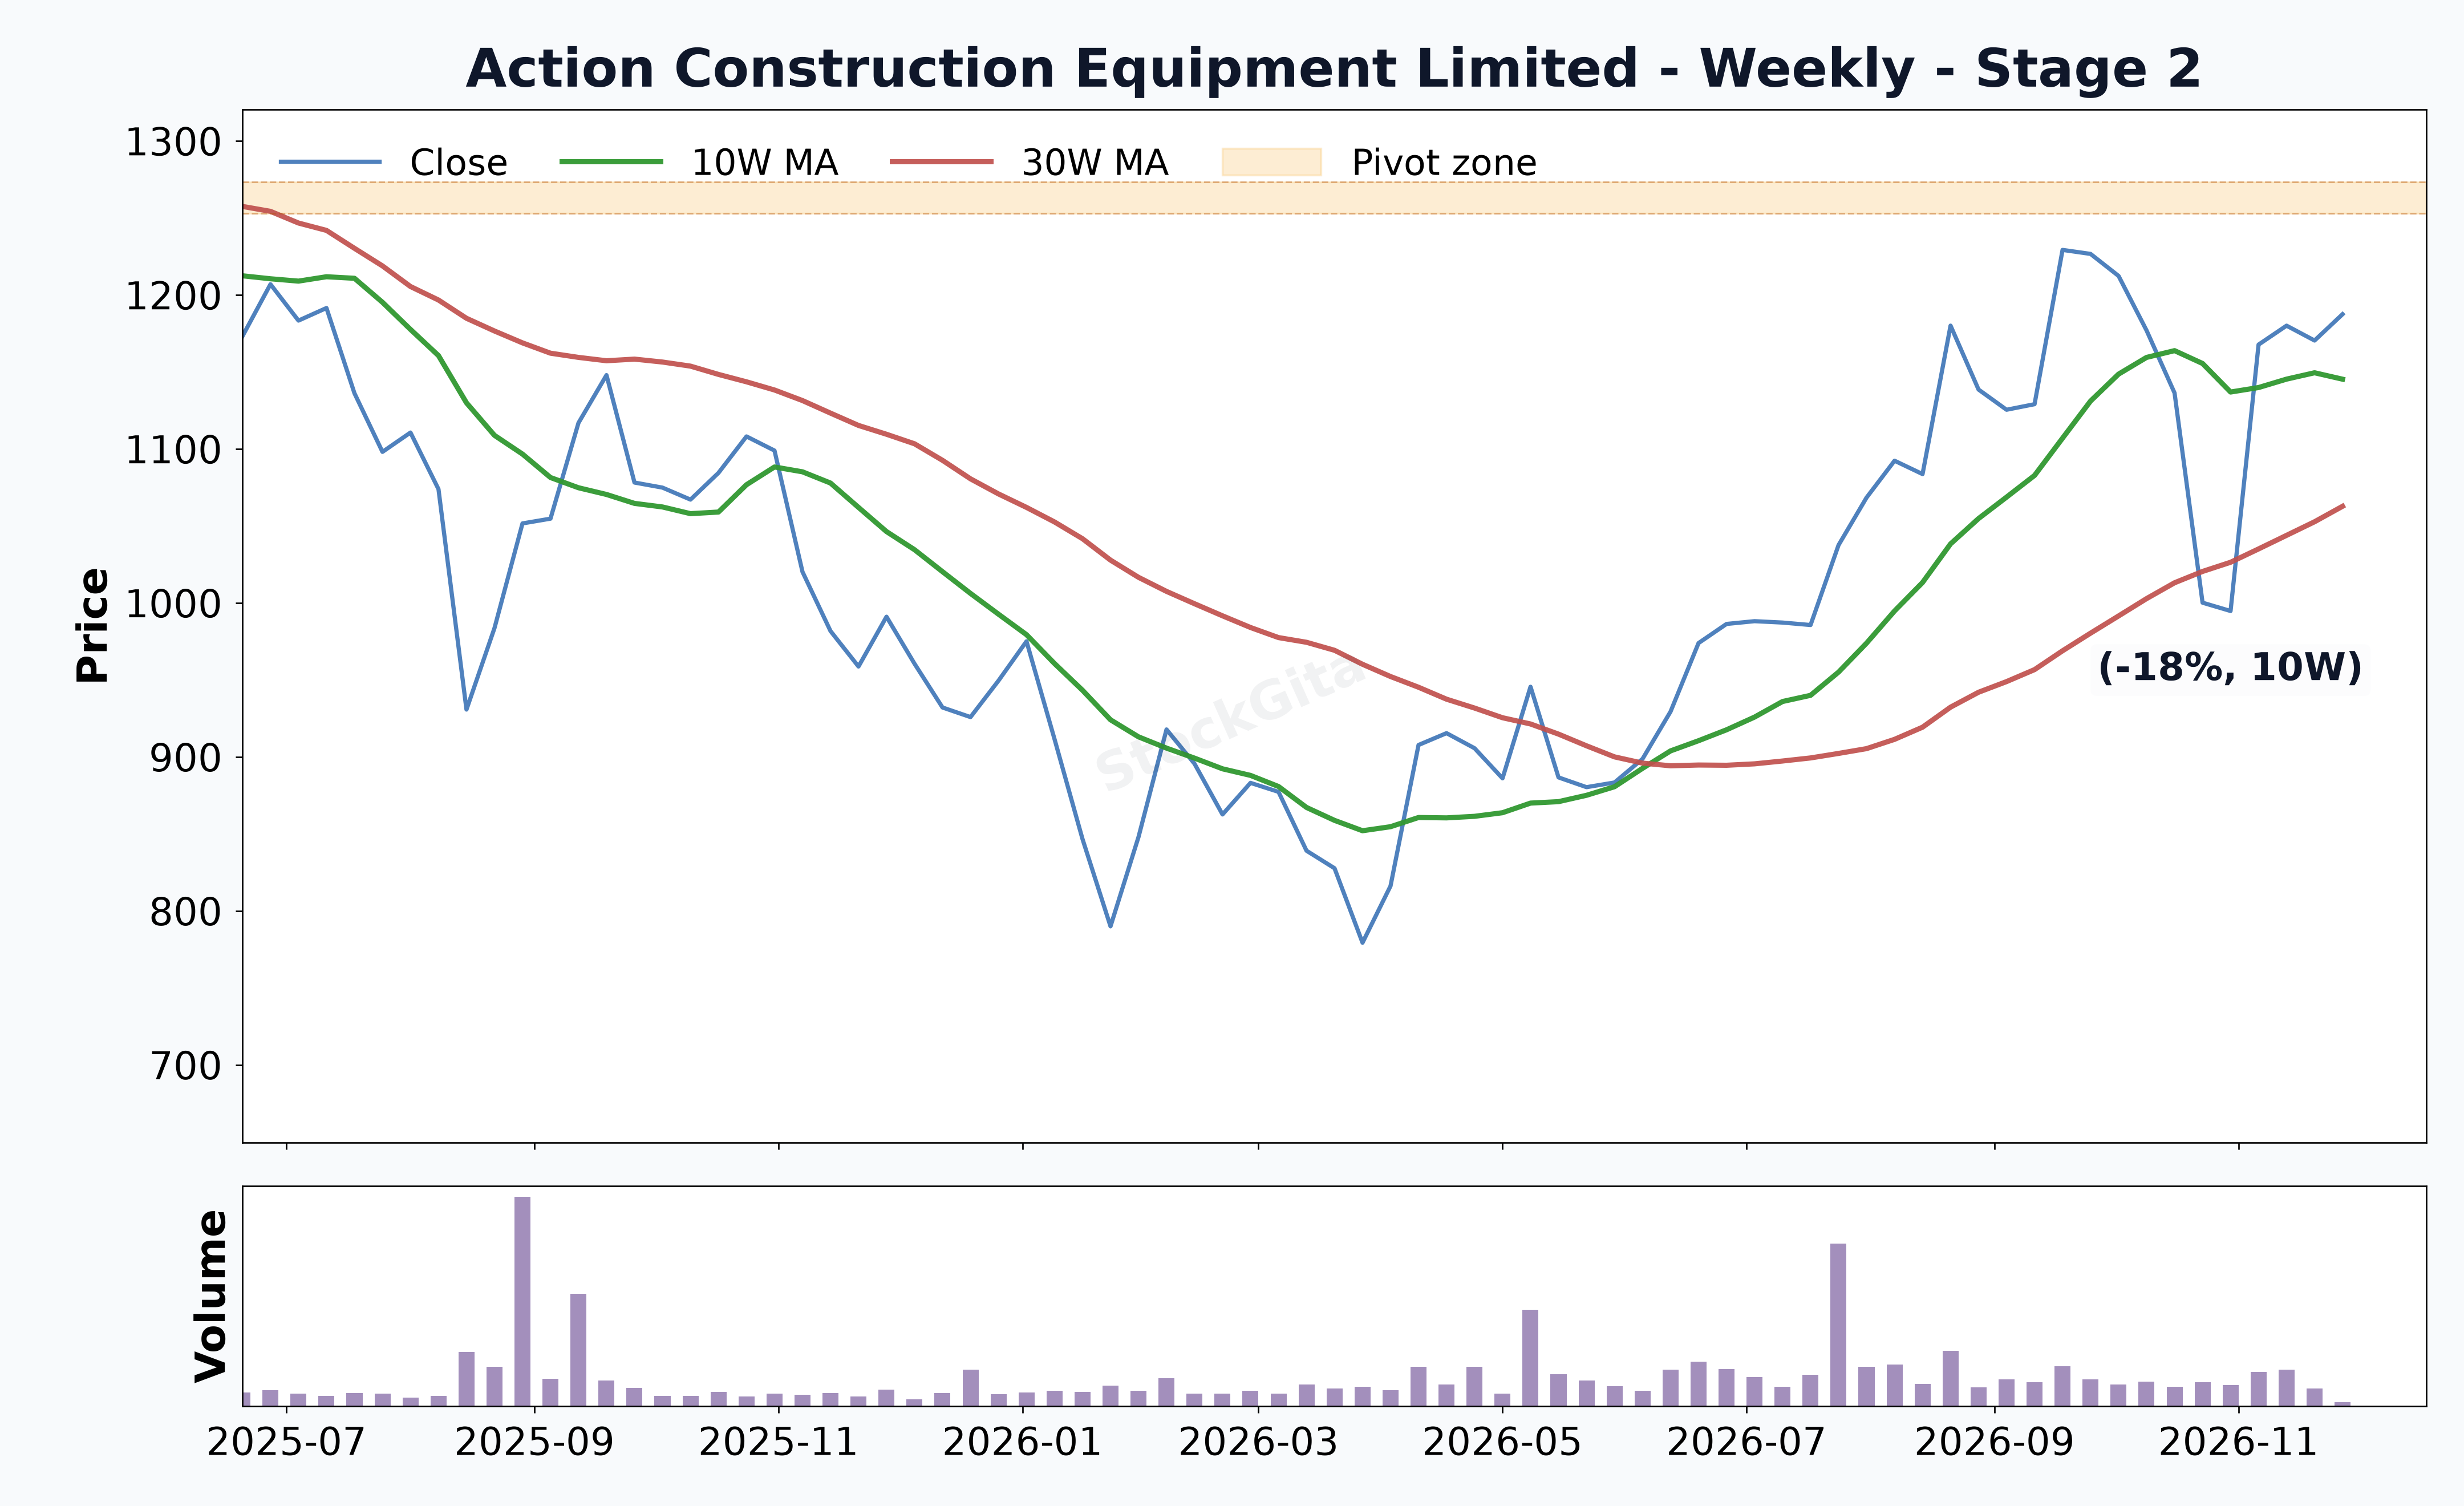 Action Construction Equipment Limited - Weekly - Stage 2
Close 10W MA 30W MA Pivot zone
Price
1300
1200
1100
1000
900
800
700
(-18%, 10W)
StockGita
Volume
2025-07 2025-09 2025-11 2026-01 2026-03 2026-05 2026-07 2026-09 2026-11